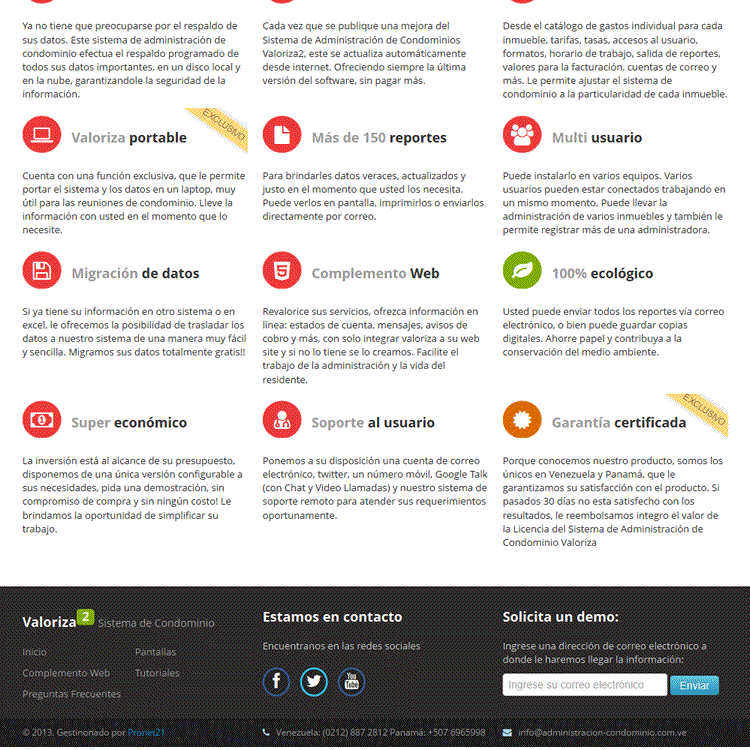 Ya no tiene que preocuparse por el respaldo de
sus datos. Este sistema de administración de
condominio efectua el respaldo programado de
todos sus datos importantes, en un disco local y
en la nube, garantizandole la seguridad de la
información.
Cada vez que se publique una mejora del
Sistema de Administración de Condominios
Valoriza2, este se actualiza automáticamente
desde internet. Ofreciendo siempre la última
versión del software, sin pagar más.
Desde el catálogo de gastos individual para cada
inmueble, tarifas, tasas, accesos al usuario,
formatos, horario de trabajo, salida de reportes,
valores para la facturación, cuentas de correo y
más. Le permite ajustar el sistema de
condominio a la particularidad de cada inmueble.
EXCLUSIVO
Valoriza portable
Cuenta con una función exclusiva, que le permite
portar el sistema y los datos en un laptop, muy
útil para las reuniones de condominio. Lleve la
información con usted en el momento que lo
necesite.
Más de 150 reportes
Para brindarles datos veraces, actualizados y
justo en el momento que usted los necesita.
Puede verlos en pantalla, imprimirlos o enviarlos
directamente por correo.
Multi usuario
Puede instalarlo en varios equipos. Varios
usuarios pueden estar conectados trabajando en
un mismo momento. Puede llevar la
administración de varios inmuebles y también le
permite registrar más de una administradora.
Migración de datos
Si ya tiene su información en otro sistema o en
excel, le ofrecemos la posibilidad de trasladar los
datos a nuestro sistema de una manera muy fácil
y sencilla. Migramos sus datos totalmente gratis!!
Complemento Web
Revalorice sus servicios, ofrezca información en
línea: estados de cuenta, mensajes, avisos de
cobro y más, con solo integrar valoriza a su web
site y si no lo tiene se lo creamos. Facilite el
trabajo de la administración y la vida del
residente.
100% ecológico
Usted puede enviar todos los reportes vía correo
electrónico, o bien puede guardar copias
digitales. Ahorre papel y contribuya a la
conservación del medio ambiente.
Super económico
La inversión está al alcance de su presupuesto,
disponemos de una única versión configurable a
sus necesidades, pida una demostración, sin
compromiso de compra y sin ningún costo! Le
brindamos la oportunidad de simplificar su
trabajo.
Soporte al usuario
Ponemos a su disposición una cuenta de correo
electrónico, twitter, un número móvil, Google Talk
(con Chat y Video Llamadas) y nuestro sistema de
soporte remoto para atender sus requerimientos
oportunamente.
EXCLUSIVO
Garantía certificada
Porque conocemos nuestro producto, somos los
únicos en Venezuela y Panamá, que le
garantizamos su satisfacción con el producto. Si
pasados 30 días no esta satisfecho con los
resultados, le reembolsamos integro el valor de
la Licencia del Sistema de Administración de
Condominio Valoriza
Valoriza 2 Sistema de Condominio
Inicio Pantallas
Complemento Web Tutoriales
Preguntas Frecuentes
Estamos en contacto
Encuentranos en las redes sociales
You Tube
Solicita un demo:
Ingrese una dirección de correo electrónico a
donde le haremos llegar la información:
Ingrese su correo electrónico Enviar
© 2013. Gestinonado por Pronet21
Venezuela: (0212) 887 2812 Panamá: +507 6965998
info@administracion-condominio.com.ve